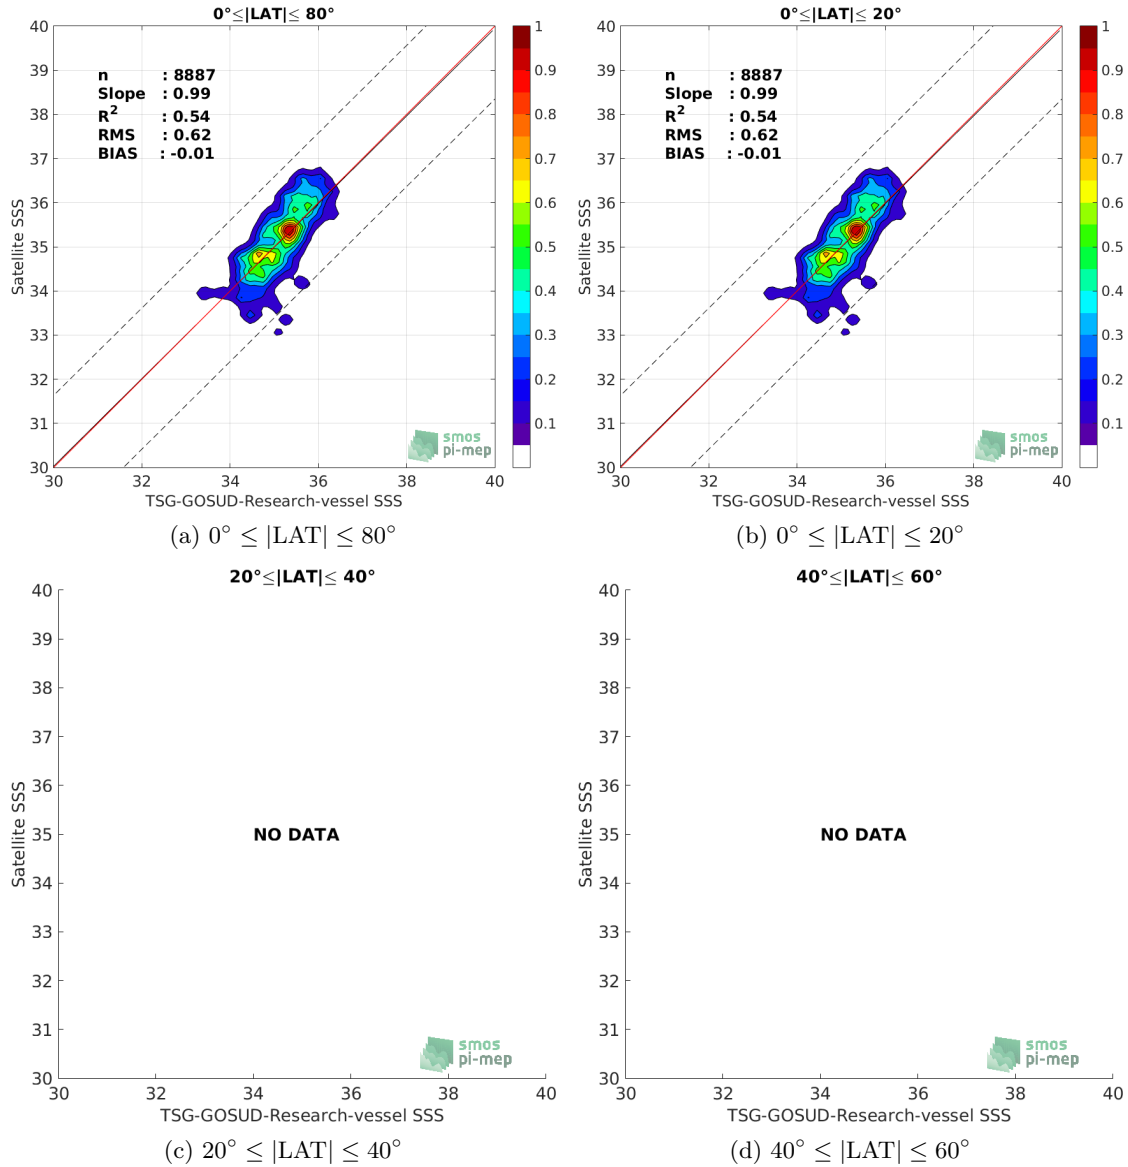 0°≤|LAT|≤ 80°
40
39
38
37
36
35
34
33
32
31
30
Satellite SSS
n : 8887
Slope : 0.99
R² : 0.54
RMS : 0.62
BIAS : -0.01
smos
pi-mep
30 32 34 36 38 40
TSG-GOSUD-Research-vessel SSS
1
0.9
0.8
0.7
0.6
0.5
0.4
0.3
0.2
0.1
(a) 0° ≤ |LAT| ≤ 80°
0°≤|LAT|≤ 20°
40
39
38
37
36
35
34
33
32
31
30
Satellite SSS
n : 8887
Slope : 0.99
R² : 0.54
RMS : 0.62
BIAS : -0.01
smos
pi-mep
30 32 34 36 38 40
TSG-GOSUD-Research-vessel SSS
1
0.9
0.8
0.7
0.6
0.5
0.4
0.3
0.2
0.1
(b) 0° ≤ |LAT| ≤ 20°
20°≤|LAT|≤ 40°
40
39
38
37
36
35
34
33
32
31
30
Satellite SSS
NO DATA
smos
pi-mep
30 32 34 36 38 40
TSG-GOSUD-Research-vessel SSS
(c) 20° ≤ |LAT| ≤ 40°
40°≤|LAT|≤ 60°
40
39
38
37
36
35
34
33
32
31
30
Satellite SSS
NO DATA
smos
pi-mep
30 32 34 36 38 40
TSG-GOSUD-Research-vessel SSS
(d) 40° ≤ |LAT| ≤ 60°